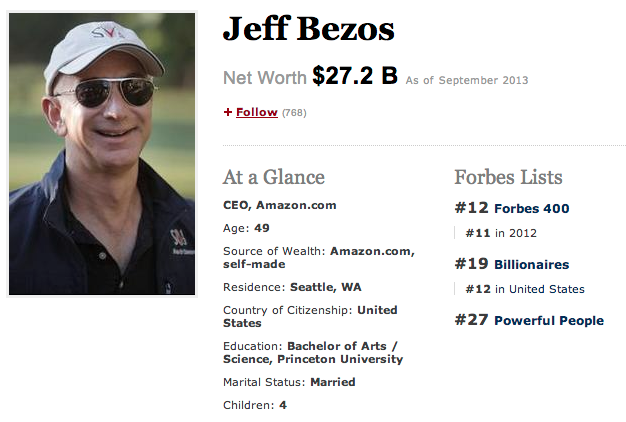 Jeff Bezos
Net Worth $27.2 B As of September 2013
+ Follow (768)
At a Glance
CEO, Amazon.com
Age: 49
Source of Wealth: Amazon.com,
self-made
Residence: Seattle, WA
Country of Citizenship: United
States
Education: Bachelor of Arts /
Science, Princeton University
Marital Status: Married
Children: 4
Forbes Lists
#12 Forbes 400
#11 in 2012
#19 Billionaires
#12 in United States
#27 Powerful People